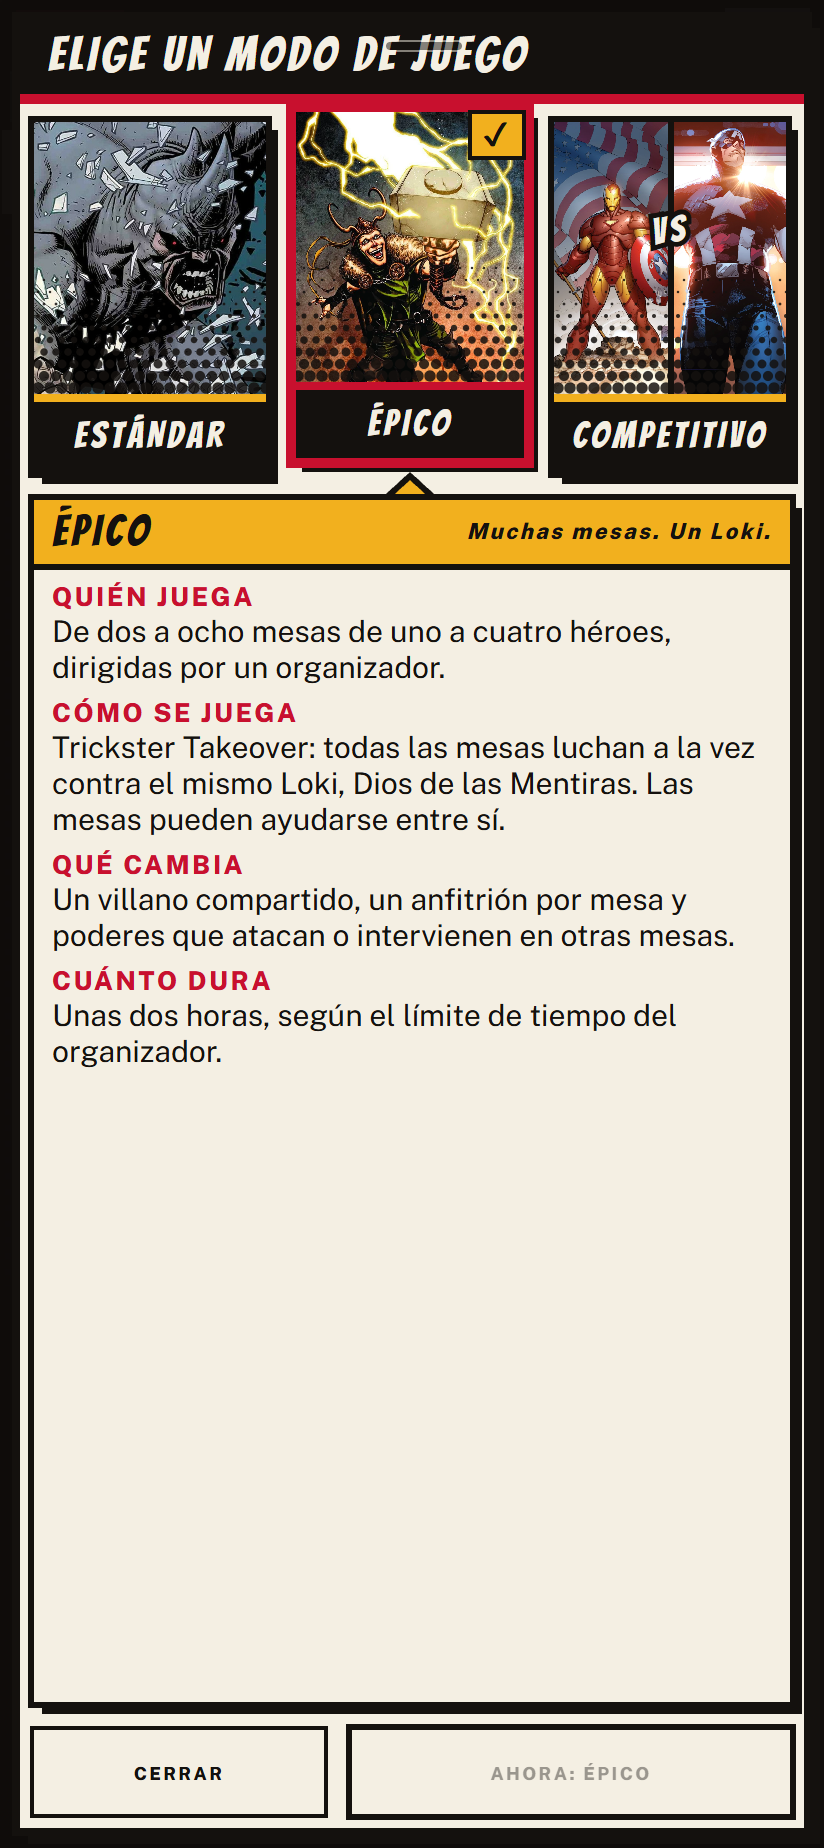 ELIGE UN MODO DE JUEGO
✓
VS
ESTÁNDAR
ÉPICO
COMPETITIVO
ÉPICO
Muchas mesas. Un Loki.
QUIÉN JUEGA
De dos a ocho mesas de uno a cuatro héroes,
dirigidas por un organizador.
CÓMO SE JUEGA
Trickster Takeover: todas las mesas luchan a la vez
contra el mismo Loki, Dios de las Mentiras. Las
mesas pueden ayudarse entre sí.
QUÉ CAMBIA
Un villano compartido, un anfitrión por mesa y
poderes que atacan o intervienen en otras mesas.
CUÁNTO DURA
Unas dos horas, según el límite de tiempo del
organizador.
CERRAR
AHORA: ÉPICO